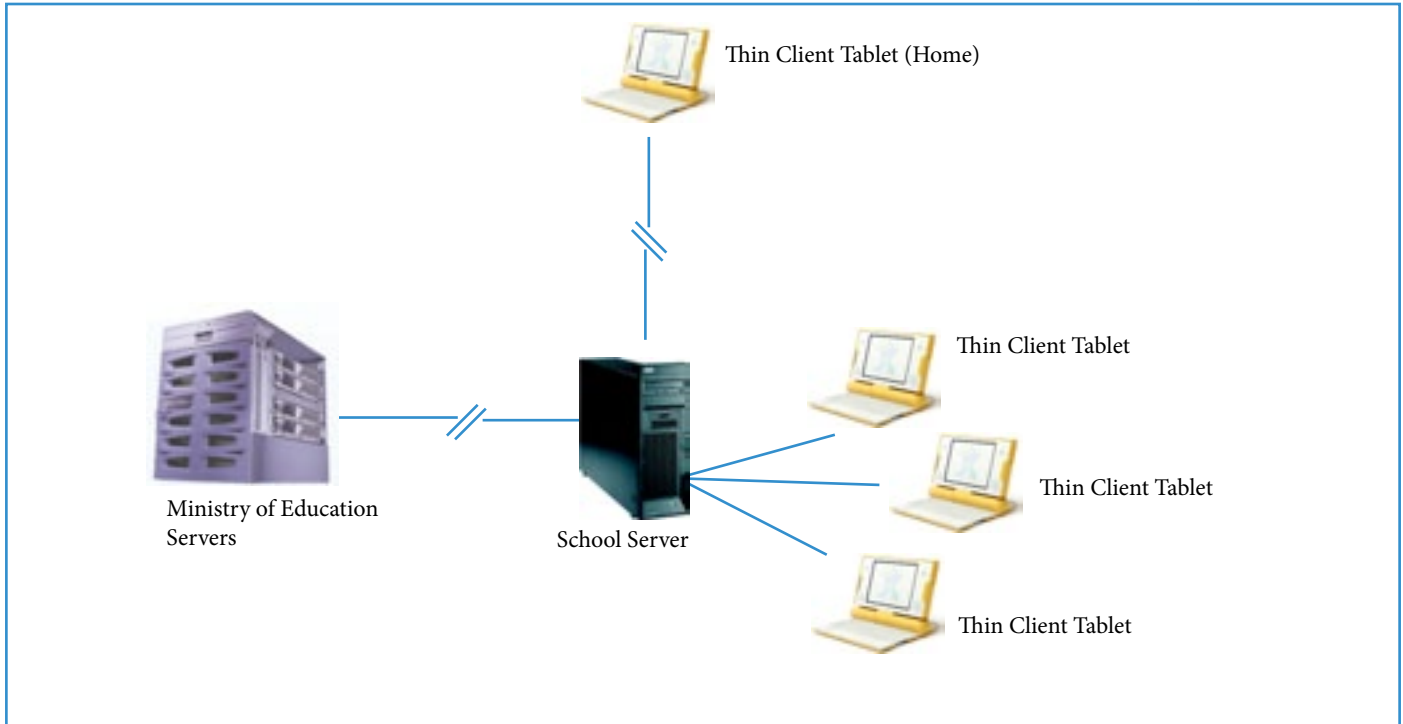 Thin Client Tablet (Home)
Thin Client Tablet
Thin Client Tablet
Ministry of Education
Servers
School Server
Thin Client Tablet